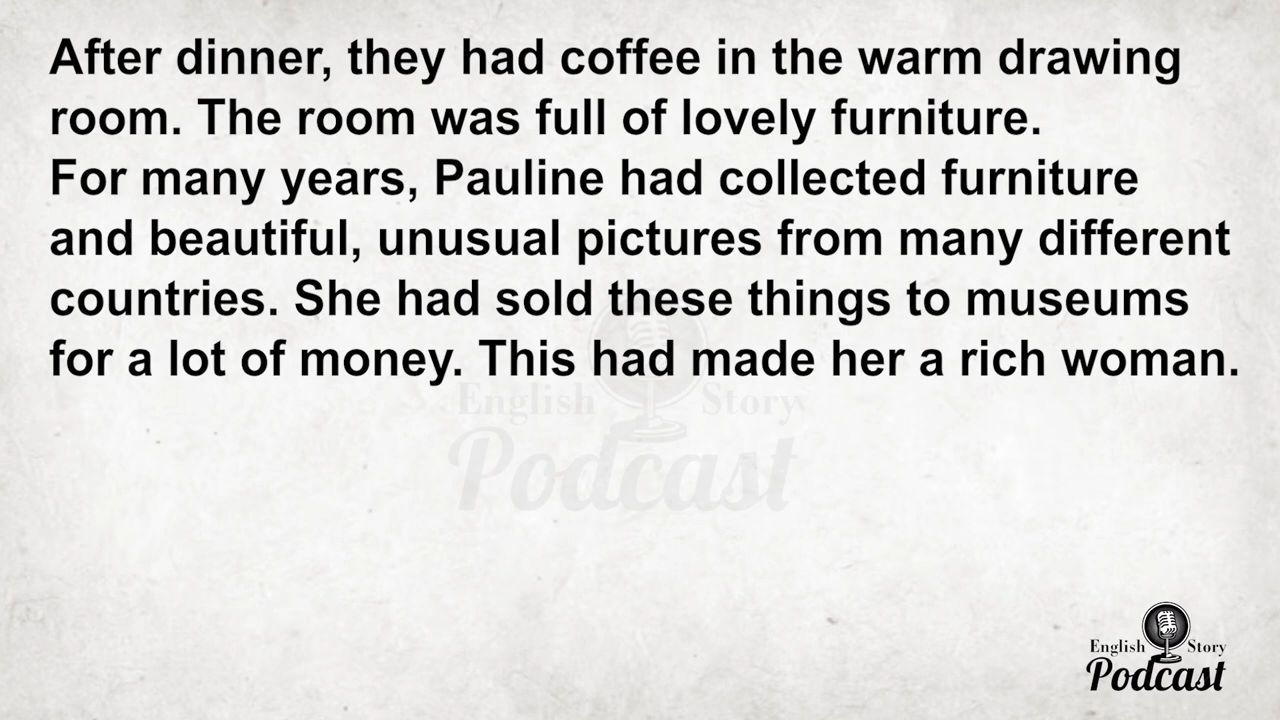 After dinner, they had coffee in the warm drawing
room. The room was full of lovely furniture.
For many years, Pauline had collected furniture
and beautiful, unusual pictures from many different
countries. She had sold these things to museums
for a lot of money. This had made her a rich woman.
English Story
Podcast
English Story
Podcast